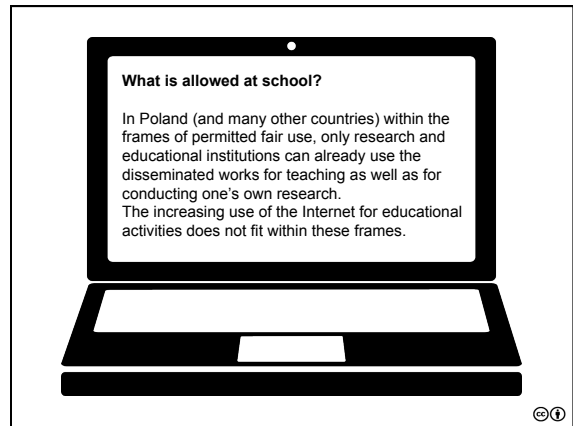 What is allowed at school?
In Poland (and many other countries) within the
frames of permitted fair use, only research and
educational institutions can already use the
disseminated works for teaching as well as for
conducting one's own research.
The increasing use of the Internet for educational
activities does not fit within these frames.
cc